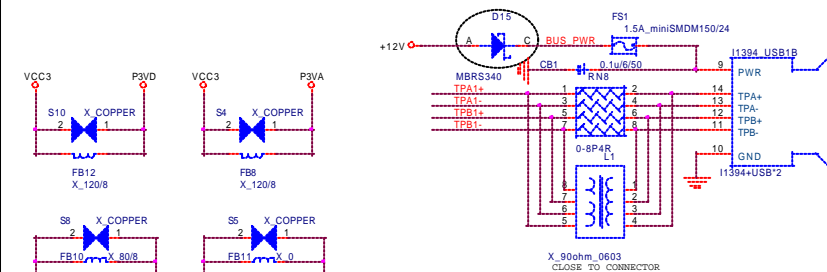 D15
FS1
1.5A_miniSMDM150/24
+12V
A
C
BUS_PWR
I1394_USB1B
CB1
0.1u/6/50
9
PWR
MBRS340
RN8
VCC3
P3VD
VCC3
P3VA
TPA1+
1
2
14
TPA+
TPA1-
3
4
13
TPA-
TPB1+
5
6
12
TPB+
TPB1-
7
8
11
TPB-
S10
X_COPPER
S4
X_COPPER
2
1
2
1
0-8P4R
10
GND
L1
FB12
FB8
I1394+USB*2
X_120/8
X_120/8
8
1
7
2
6
3
5
4
S8
X_COPPER
S5
X_COPPER
2
1
2
1
FB10
X_80/8
FB11
X_0
X_90ohm_0603
CLOSE TO CONNECTOR